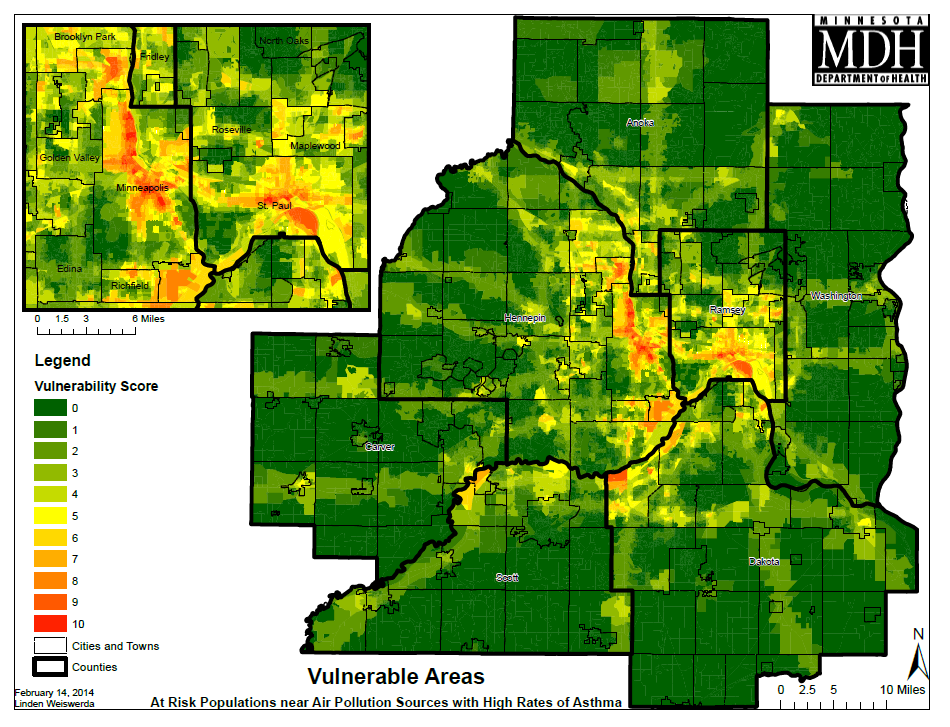 MINNESOTA
MDH
DEPARTMENT OF HEALTH
Brooklyn Park
Fridley
North Oaks
Roseville
Maplewood
Golden Valley
Minneapolis
St. Paul
Edina
Richfield
0 1.5 3 6 Miles
Anoka
Hennepin
Ramsey
Washington
Carver
Scott
Dakota
Legend
Vulnerability Score
0
1
2
3
4
5
6
7
8
9
10
Cities and Towns
Counties
February 14, 2014
Linden Weiswerda
Vulnerable Areas
At Risk Populations near Air Pollution Sources with High Rates of Asthma
N
0 2.5 5 10 Miles